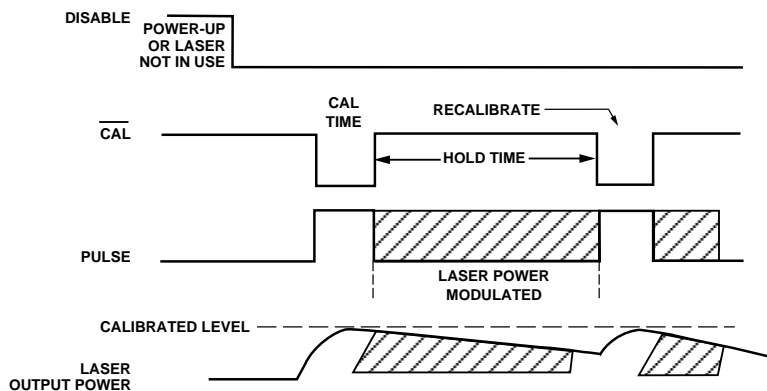 DISABLE
POWER-UP
OR LASER
NOT IN USE
CAL
TIME
RECALIBRATE
CAL
HOLD TIME
PULSE
LASER POWER
MODULATED
CALIBRATED LEVEL
LASER
OUTPUT POWER